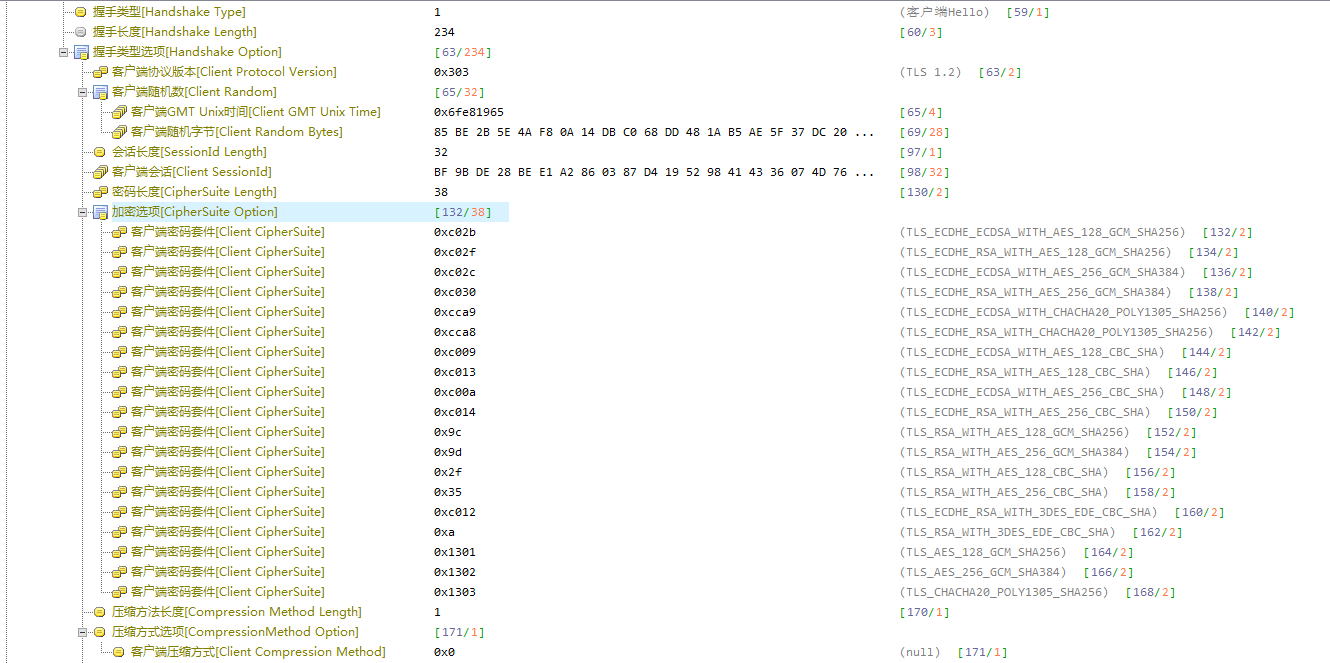 握手类型[Handshake Type] 1 (客户端Hello) [59/1]
握手长度[Handshake Length] 234 [60/3]
握手类型选项[Handshake Option] [63/234]
客户端协议版本[Client Protocol Version] 0x303 (TLS 1.2) [63/2]
客户端随机数[Client Random] [65/32]
客户端GMT Unix时间[Client GMT Unix Time] 0x6fe81965 [65/4]
客户端随机字节[Client Random Bytes] 85 BE 2B 5E 4A F8 0A 14 DB C0 68 DD 48 1A B5 AE 5F 37 DC 20 ... [69/28]
会话长度[SessionId Length] 32 [97/1]
客户端会话[Client SessionId] BF 9B DE 28 BE E1 A2 86 03 87 D4 19 52 98 41 43 36 07 4D 76 ... [98/32]
密码长度[CipherSuite Length] 38 [130/2]
加密选项[CipherSuite Option] [132/38]
客户端密码套件[Client CipherSuite] 0xc02b (TLS_ECDHE_ECDSA_WITH_AES_128_GCM_SHA256) [132/2]
客户端密码套件[Client CipherSuite] 0xc02f (TLS_ECDHE_RSA_WITH_AES_128_GCM_SHA256) [134/2]
客户端密码套件[Client CipherSuite] 0xc02c (TLS_ECDHE_ECDSA_WITH_AES_256_GCM_SHA384) [136/2]
客户端密码套件[Client CipherSuite] 0xc030 (TLS_ECDHE_RSA_WITH_AES_256_GCM_SHA384) [138/2]
客户端密码套件[Client CipherSuite] 0xcca9 (TLS_ECDHE_ECDSA_WITH_CHACHA20_POLY1305_SHA256) [140/2]
客户端密码套件[Client CipherSuite] 0xcca8 (TLS_ECDHE_RSA_WITH_CHACHA20_POLY1305_SHA256) [142/2]
客户端密码套件[Client CipherSuite] 0xc009 (TLS_ECDHE_ECDSA_WITH_AES_128_CBC_SHA) [144/2]
客户端密码套件[Client CipherSuite] 0xc013 (TLS_ECDHE_RSA_WITH_AES_128_CBC_SHA) [146/2]
客户端密码套件[Client CipherSuite] 0xc00a (TLS_ECDHE_ECDSA_WITH_AES_256_CBC_SHA) [148/2]
客户端密码套件[Client CipherSuite] 0xc014 (TLS_ECDHE_RSA_WITH_AES_256_CBC_SHA) [150/2]
客户端密码套件[Client CipherSuite] 0x9c (TLS_RSA_WITH_AES_128_GCM_SHA256) [152/2]
客户端密码套件[Client CipherSuite] 0x9d (TLS_RSA_WITH_AES_256_GCM_SHA384) [154/2]
客户端密码套件[Client CipherSuite] 0x2f (TLS_RSA_WITH_AES_128_CBC_SHA) [156/2]
客户端密码套件[Client CipherSuite] 0x35 (TLS_RSA_WITH_AES_256_CBC_SHA) [158/2]
客户端密码套件[Client CipherSuite] 0xc012 (TLS_ECDHE_RSA_WITH_3DES_EDE_CBC_SHA) [160/2]
客户端密码套件[Client CipherSuite] 0xa (TLS_RSA_WITH_3DES_EDE_CBC_SHA) [162/2]
客户端密码套件[Client CipherSuite] 0x1301 (TLS_AES_128_GCM_SHA256) [164/2]
客户端密码套件[Client CipherSuite] 0x1302 (TLS_AES_256_GCM_SHA384) [166/2]
客户端密码套件[Client CipherSuite] 0x1303 (TLS_CHACHA20_POLY1305_SHA256) [168/2]
压缩方法长度[Compression Method Length] 1 [170/1]
压缩方式选项[CompressionMethod Option] [171/1]
客户端压缩方式[Client Compression Method] 0x0 (null) [171/1]